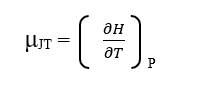 μJT = (∂H/∂T)P